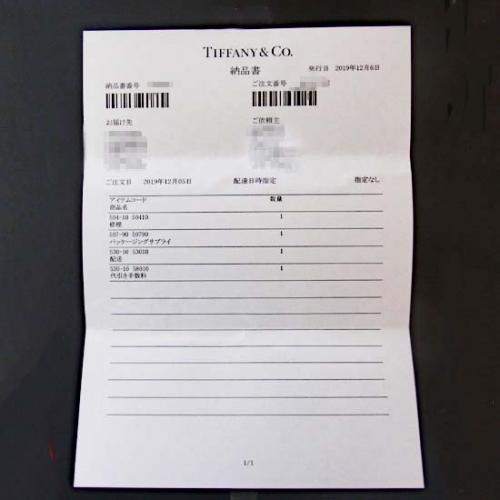 TIFFANY & CO.
納品書
発行日 2019年12月6日
納品書番号
ご注文番号
お届け先
ご依頼主
ご注文日 2019年12月05日 配達日時指定 指定なし
アイテムコード 数量
商品名
504-10 50410 1
修理
507-90 50790 1
パッケージングサプライ
530-10 53010 1
配送
530-10 58010 1
代引き手数料
1/1